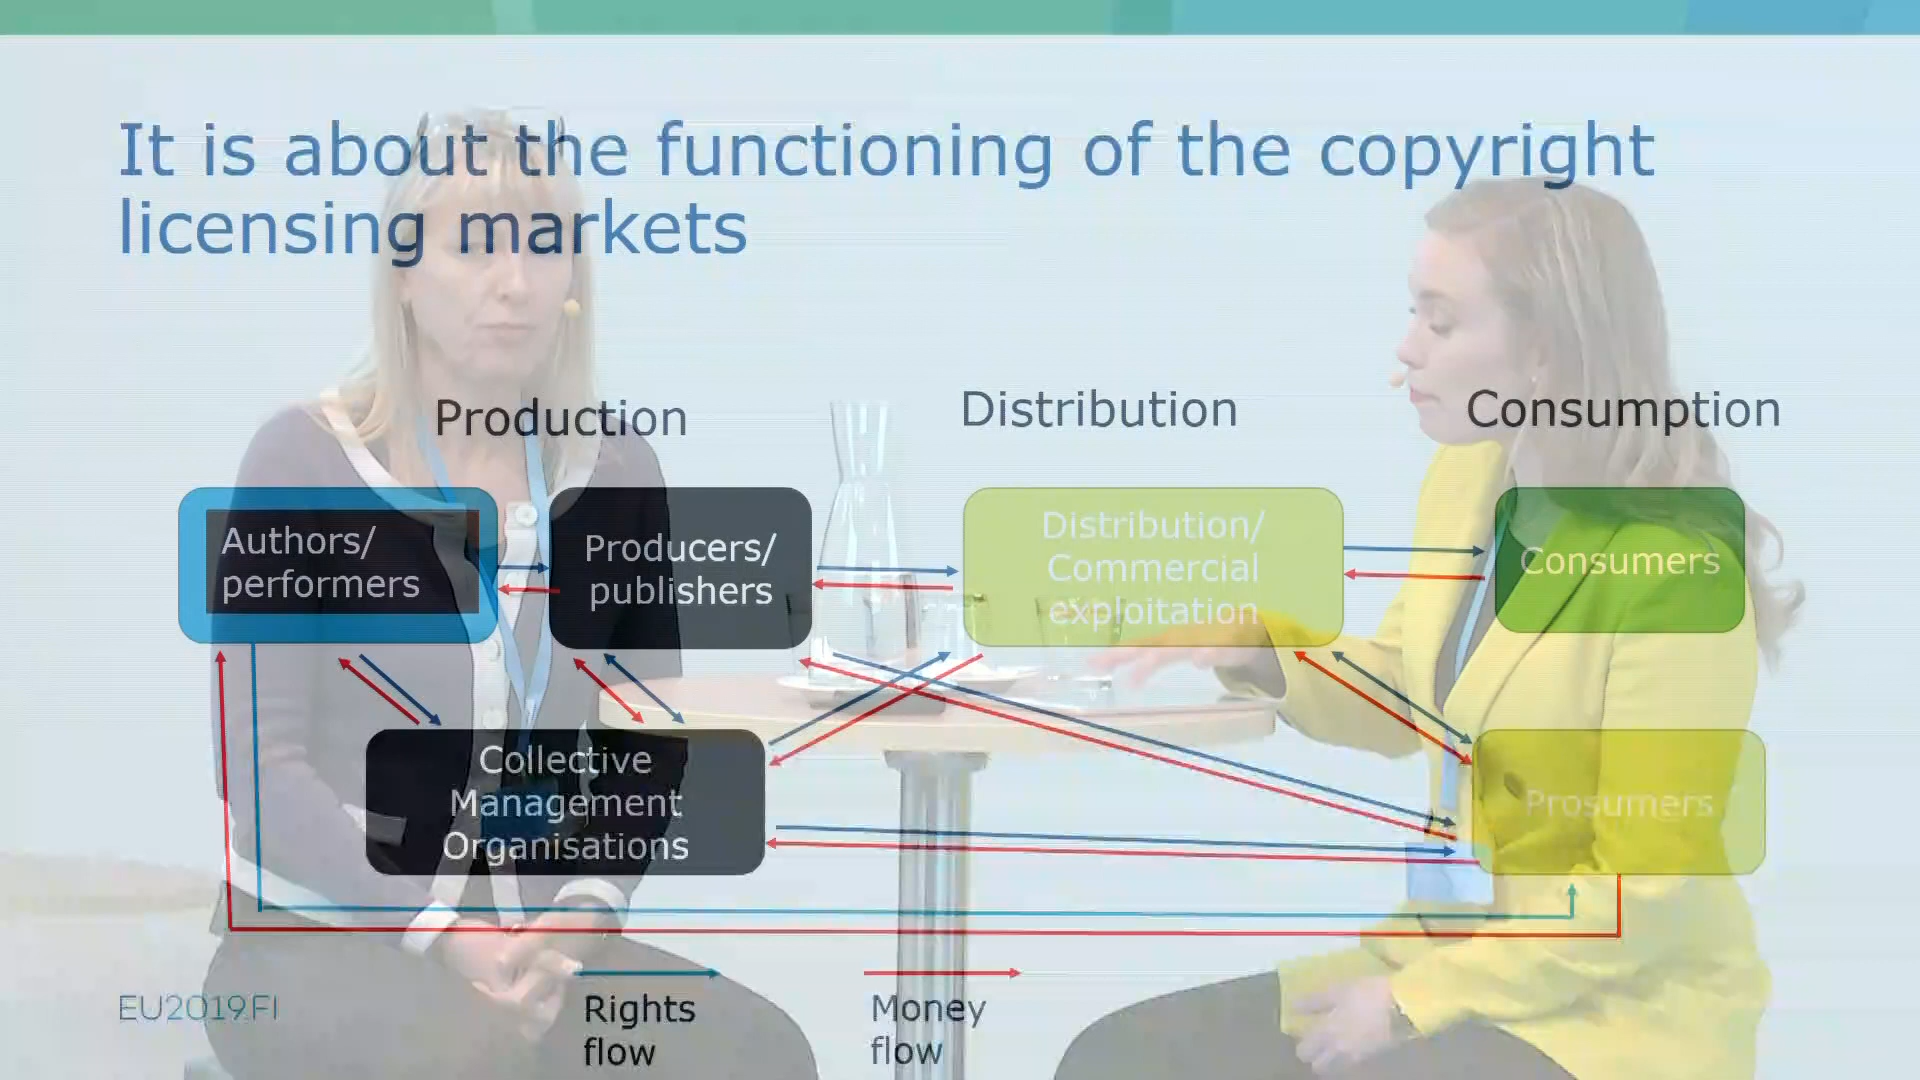 It is about the functioning of the copyright
licensing markets
Production
Distribution
Consumption
Authors/
performers
Producers/
publishers
Distribution/
Commercial
exploitation
Consumers
Collective
Management
Organisations
Prosumers
EU2019.FI
Rights
flow
Money
flow